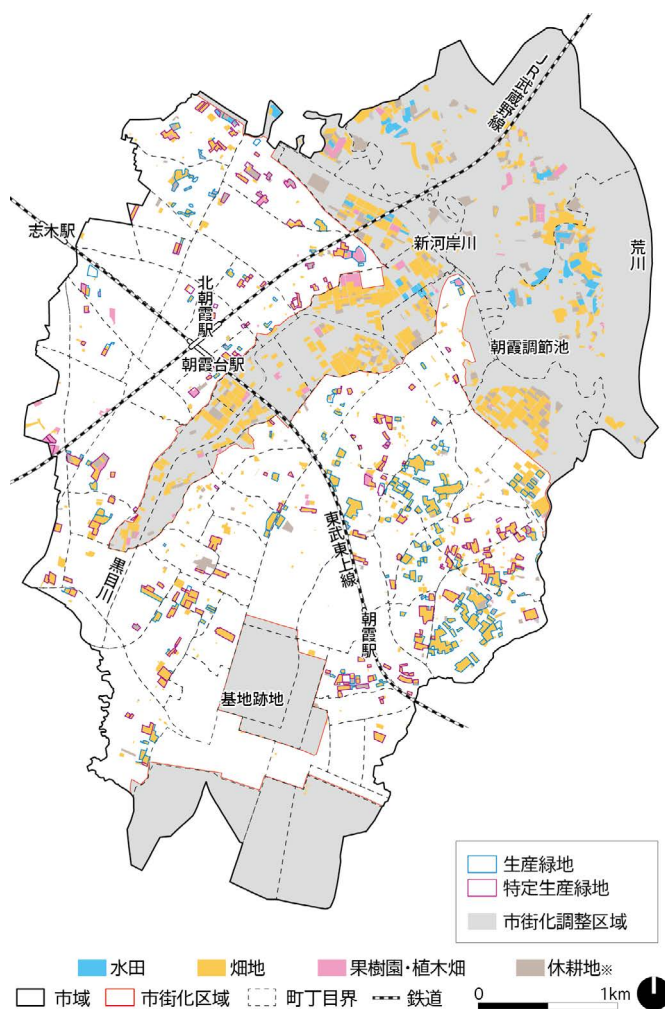 JR武蔵野線
志木駅
新河岸川
荒川
北朝霞駅
朝霞台駅
朝霞調節池
東武東上線
黒目川
朝霞駅
基地跡地
生産緑地
特定生産緑地
市街化調整区域
水田 畑地 果樹園・植木畑 休耕地※
市域 市街化区域 町丁目界 鉄道 0 1km